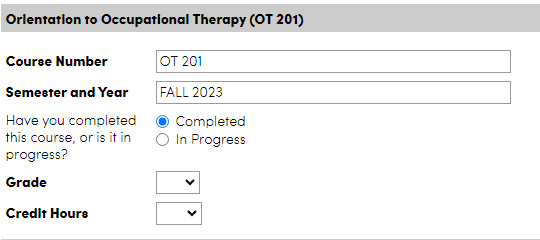 Orientation to Occupational Therapy (OT 201)
Course Number OT 201
Semester and Year FALL 2023
Have you completed
this course, or is it in
progress?
Completed
In Progress
Grade
Credit Hours